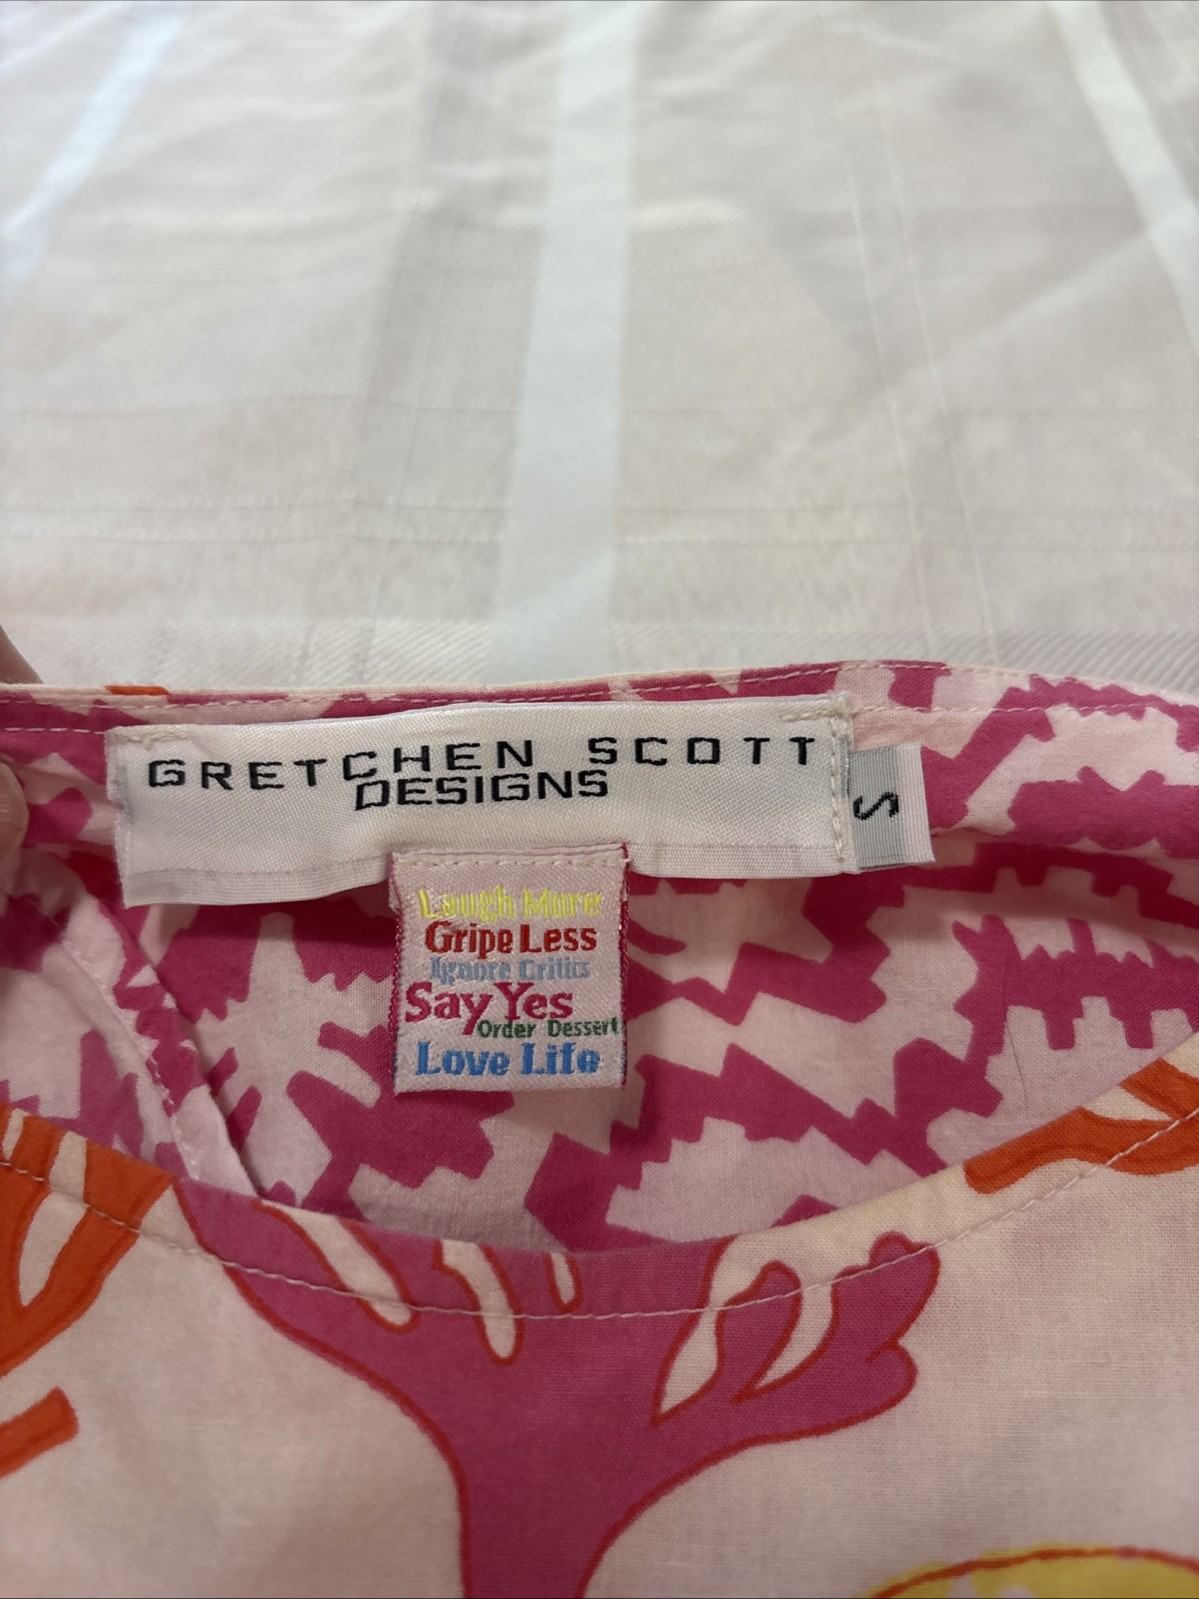 GRETCHEN SCOTT
DESIGNS
S
Laugh More
Gripe Less
Ignore Critics
Say Yes
Order Dessert
Love Life